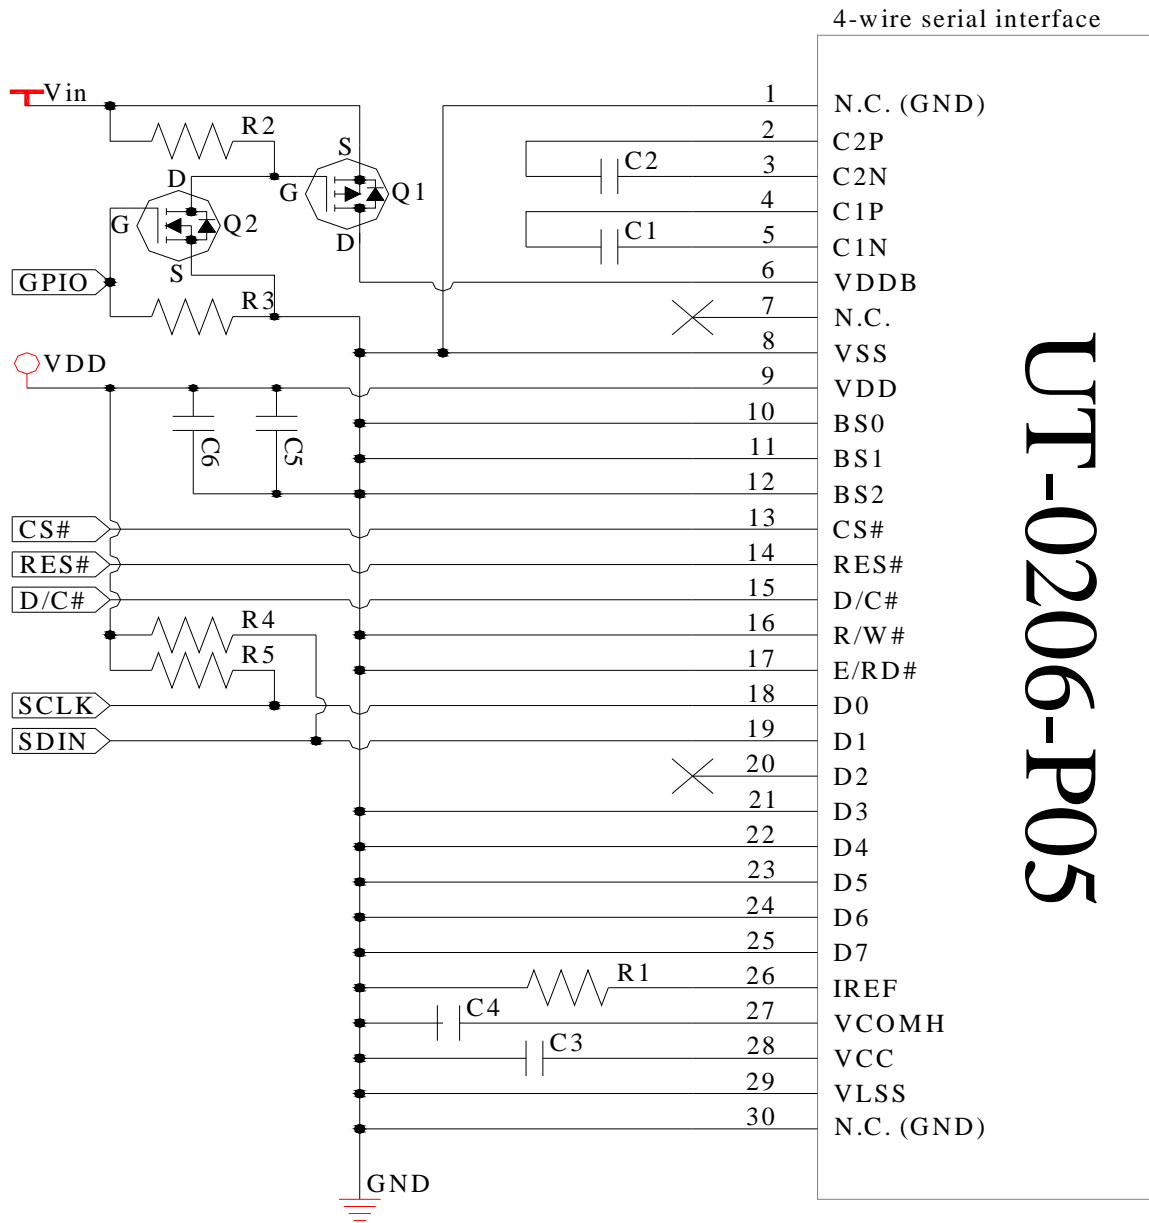 4-wire serial interface
Vin
R2
S
G
Q1
D
D
G
Q2
S
GPIO
R3
VDD
C6
C5
CS#
RES#
D/C#
R4
R5
SCLK
SDIN
C2
C1
1 N.C. (GND)
2 C2P
3 C2N
4 C1P
5 C1N
6 VDDB
7 N.C.
8 VSS
9 VDD
10 BS0
11 BS1
12 BS2
13 CS#
14 RES#
15 D/C#
16 R/W#
17 E/RD#
18 D0
19 D1
20 D2
21 D3
22 D4
23 D5
24 D6
25 D7
R1
26 IREF
C4
27 VCOMH
C3
28 VCC
29 VLSS
30 N.C. (GND)
GND
UT-0206-P05